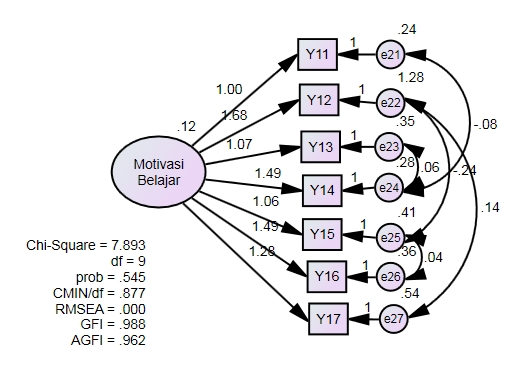 .24
1
Y11
e21
1.28
1.00
1
Y12
e22
1.68
.12
.35
-.08
1.07
1
Y13
e23
.28
.06
-.24
Motivasi
Belajar
1.49
1
Y14
e24
1.06
.41
.14
1.49
1
Y15
e25
.36
1.28
.04
Chi-Square = 7.893
df = 9
prob = .545
CMIN/df = .877
RMSEA = .000
GFI = .988
AGFI = .962
1
Y16
e26
.54
1
Y17
e27